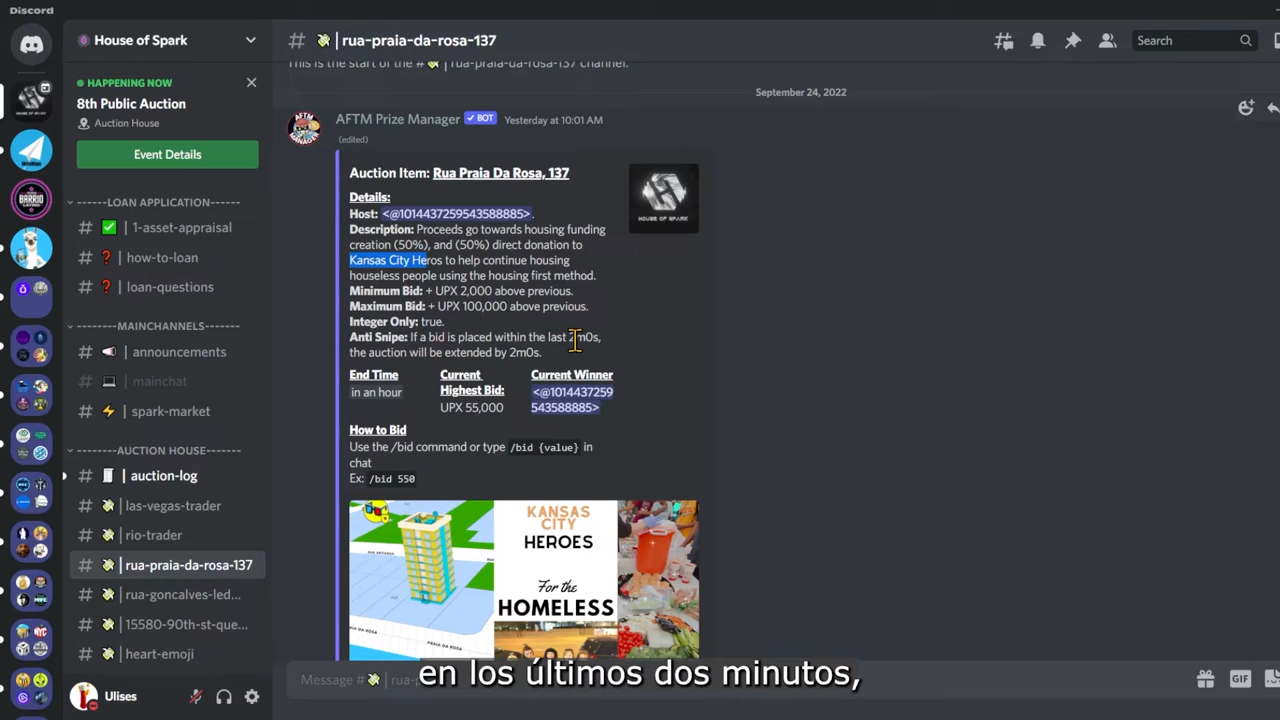 Discord
House of Spark
# | rua-praia-da-rosa-137
Search
HAPPENING NOW
8th Public Auction
Auction House
Event Details
------LOAN APPLICATION------
# 1-asset-appraisal
# how-to-loan
# loan-questions
------MAINCHANNELS------
# announcements
# mainchat
# spark-market
------AUCTION HOUSE------
# | auction-log
# | las-vegas-trader
# | rio-trader
# | rua-praia-da-rosa-137
# | rua-goncalves-led...
# | 15580-90th-st-que...
# | heart-emoji
Ulises
This is the start of the # | rua-praia-da-rosa-137 channel.
September 24, 2022
AFTM Prize Manager BOT Yesterday at 10:01 AM
(edited)
Auction Item: Rua Praia Da Rosa, 137
Details:
Host: <@1014437259543588885>.
Description: Proceeds go towards housing funding
creation (50%), and (50%) direct donation to
Kansas City Heros to help continue housing
houseless people using the housing first method.
Minimum Bid: + UPX 2,000 above previous.
Maximum Bid: + UPX 100,000 above previous.
Integer Only: true.
Anti Snipe: If a bid is placed within the last 2m0s,
the auction will be extended by 2m0s.
End Time
in an hour
Current
Highest Bid:
UPX 55,000
Current Winner
<@1014437259
543588885>
How to Bid
Use the /bid command or type /bid {value} in
chat
Ex: /bid 550
HOUSE OF SPARK
KANSAS
CITY
HEROES
For the
HOMELESS
PRAIA DA ROSA
Message # | rua-p
GIF
en los últimos dos minutos,